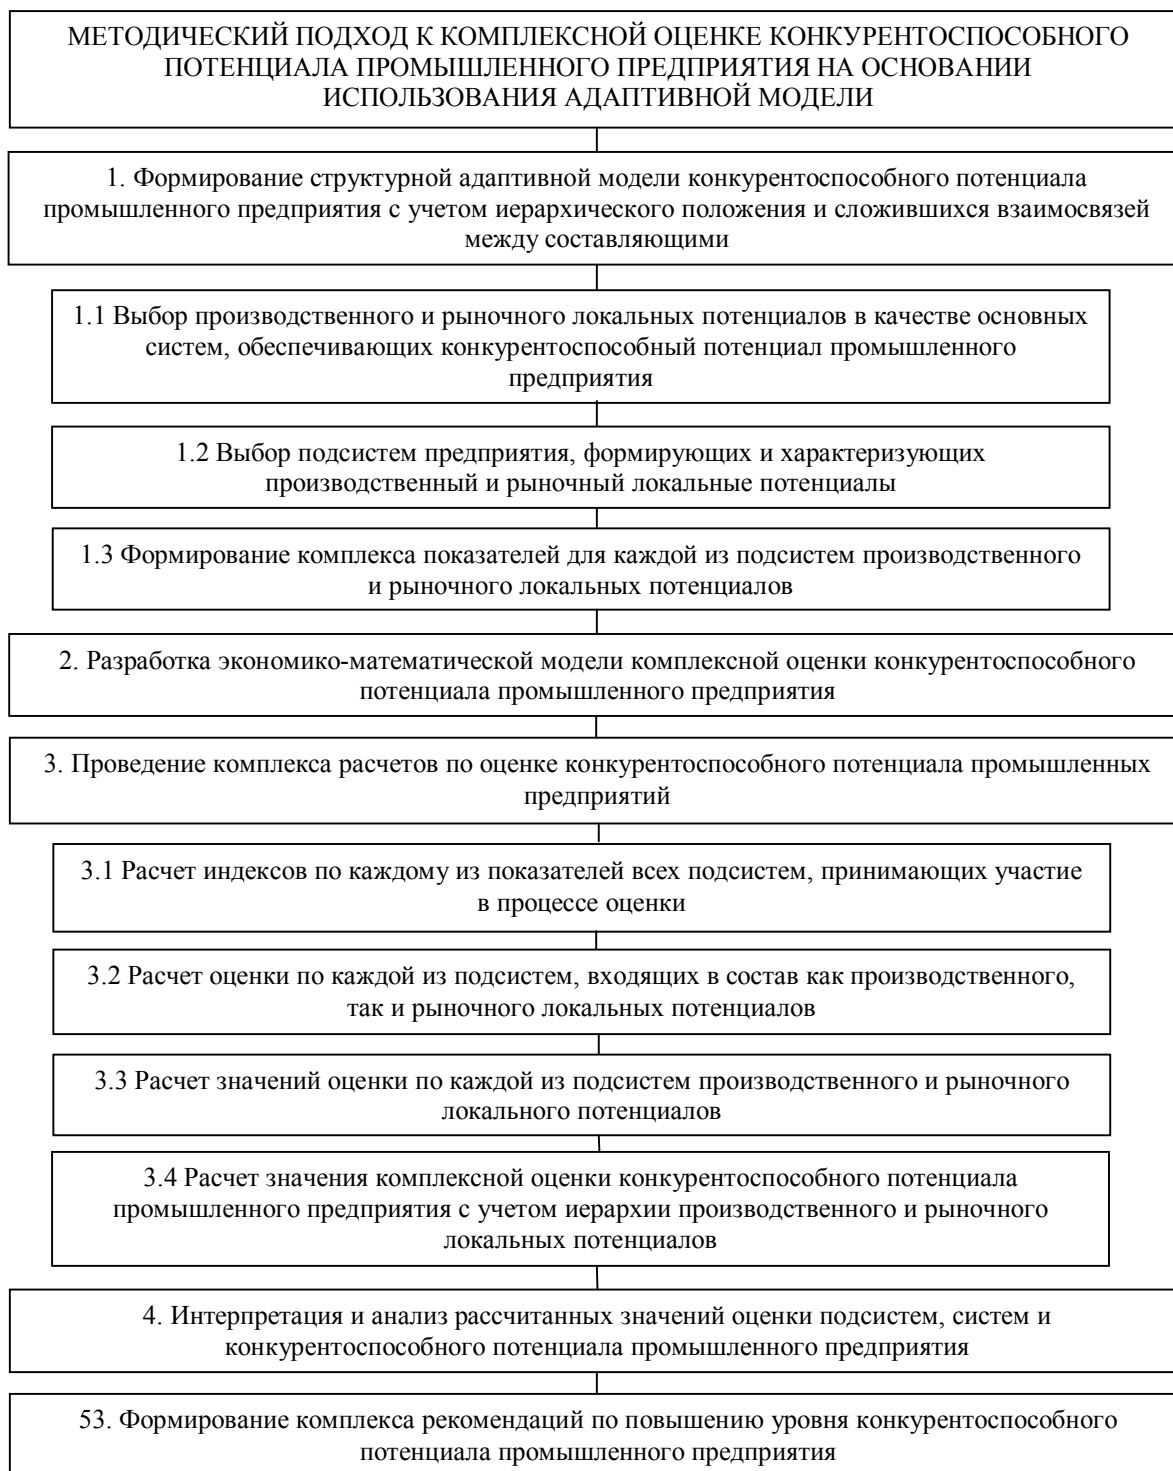 МЕТОДИЧЕСКИЙ ПОДХОД К КОМПЛЕКСНОЙ ОЦЕНКЕ КОНКУРЕНТОСПОСОБНОГО
ПОТЕНЦИАЛА ПРОМЫШЛЕННОГО ПРЕДПРИЯТИЯ НА ОСНОВАНИИ
ИСПОЛЬЗОВАНИЯ АДАПТИВНОЙ МОДЕЛИ
1. Формирование структурной адаптивной модели конкурентоспособного потенциала
промышленного предприятия с учетом иерархического положения и сложившихся взаимосвязей
между составляющими
1.1 Выбор производственного и рыночного локальных потенциалов в качестве основных
систем, обеспечивающих конкурентоспособный потенциал промышленного
предприятия
1.2 Выбор подсистем предприятия, формирующих и характеризующих
производственный и рыночный локальные потенциалы
1.3 Формирование комплекса показателей для каждой из подсистем производственного
и рыночного локальных потенциалов
2. Разработка экономико-математической модели комплексной оценки конкурентоспособного
потенциала промышленного предприятия
3. Проведение комплекса расчетов по оценке конкурентоспособного потенциала промышленных
предприятий
3.1 Расчет индексов по каждому из показателей всех подсистем, принимающих участие
в процессе оценки
3.2 Расчет оценки по каждой из подсистем, входящих в состав как производственного,
так и рыночного локальных потенциалов
3.3 Расчет значений оценки по каждой из подсистем производственного и рыночного
локального потенциалов
3.4 Расчет значения комплексной оценки конкурентоспособного потенциала
промышленного предприятия с учетом иерархии производственного и рыночного
локальных потенциалов
4. Интерпретация и анализ рассчитанных значений оценки подсистем, систем и
конкурентоспособного потенциала промышленного предприятия
53. Формирование комплекса рекомендаций по повышению уровня конкурентоспособного
потенциала промышленного предприятия